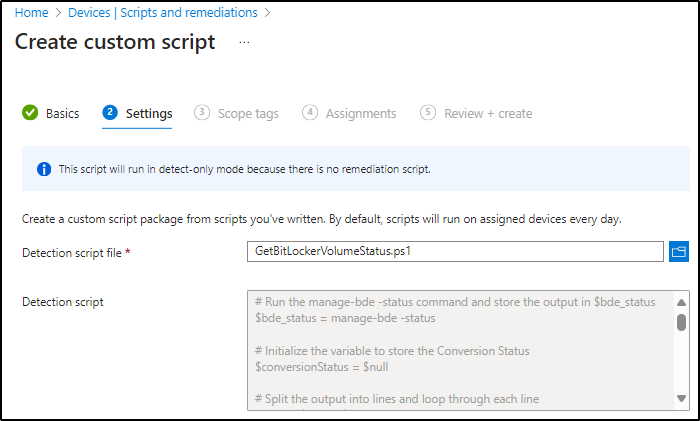 Home > Devices | Scripts and remediations >
Create custom script ...
Basics 2 Settings 3 Scope tags 4 Assignments 5 Review + create
This script will run in detect-only mode because there is no remediation script.
Create a custom script package from scripts you've written. By default, scripts will run on assigned devices every day.
Detection script file * GetBitLockerVolumeStatus.ps1
Detection script # Run the manage-bde -status command and store the output in $bde_status
$bde_status = manage-bde -status
# Initialize the variable to store the Conversion Status
$conversionStatus = $null
# Split the output into lines and loop through each line